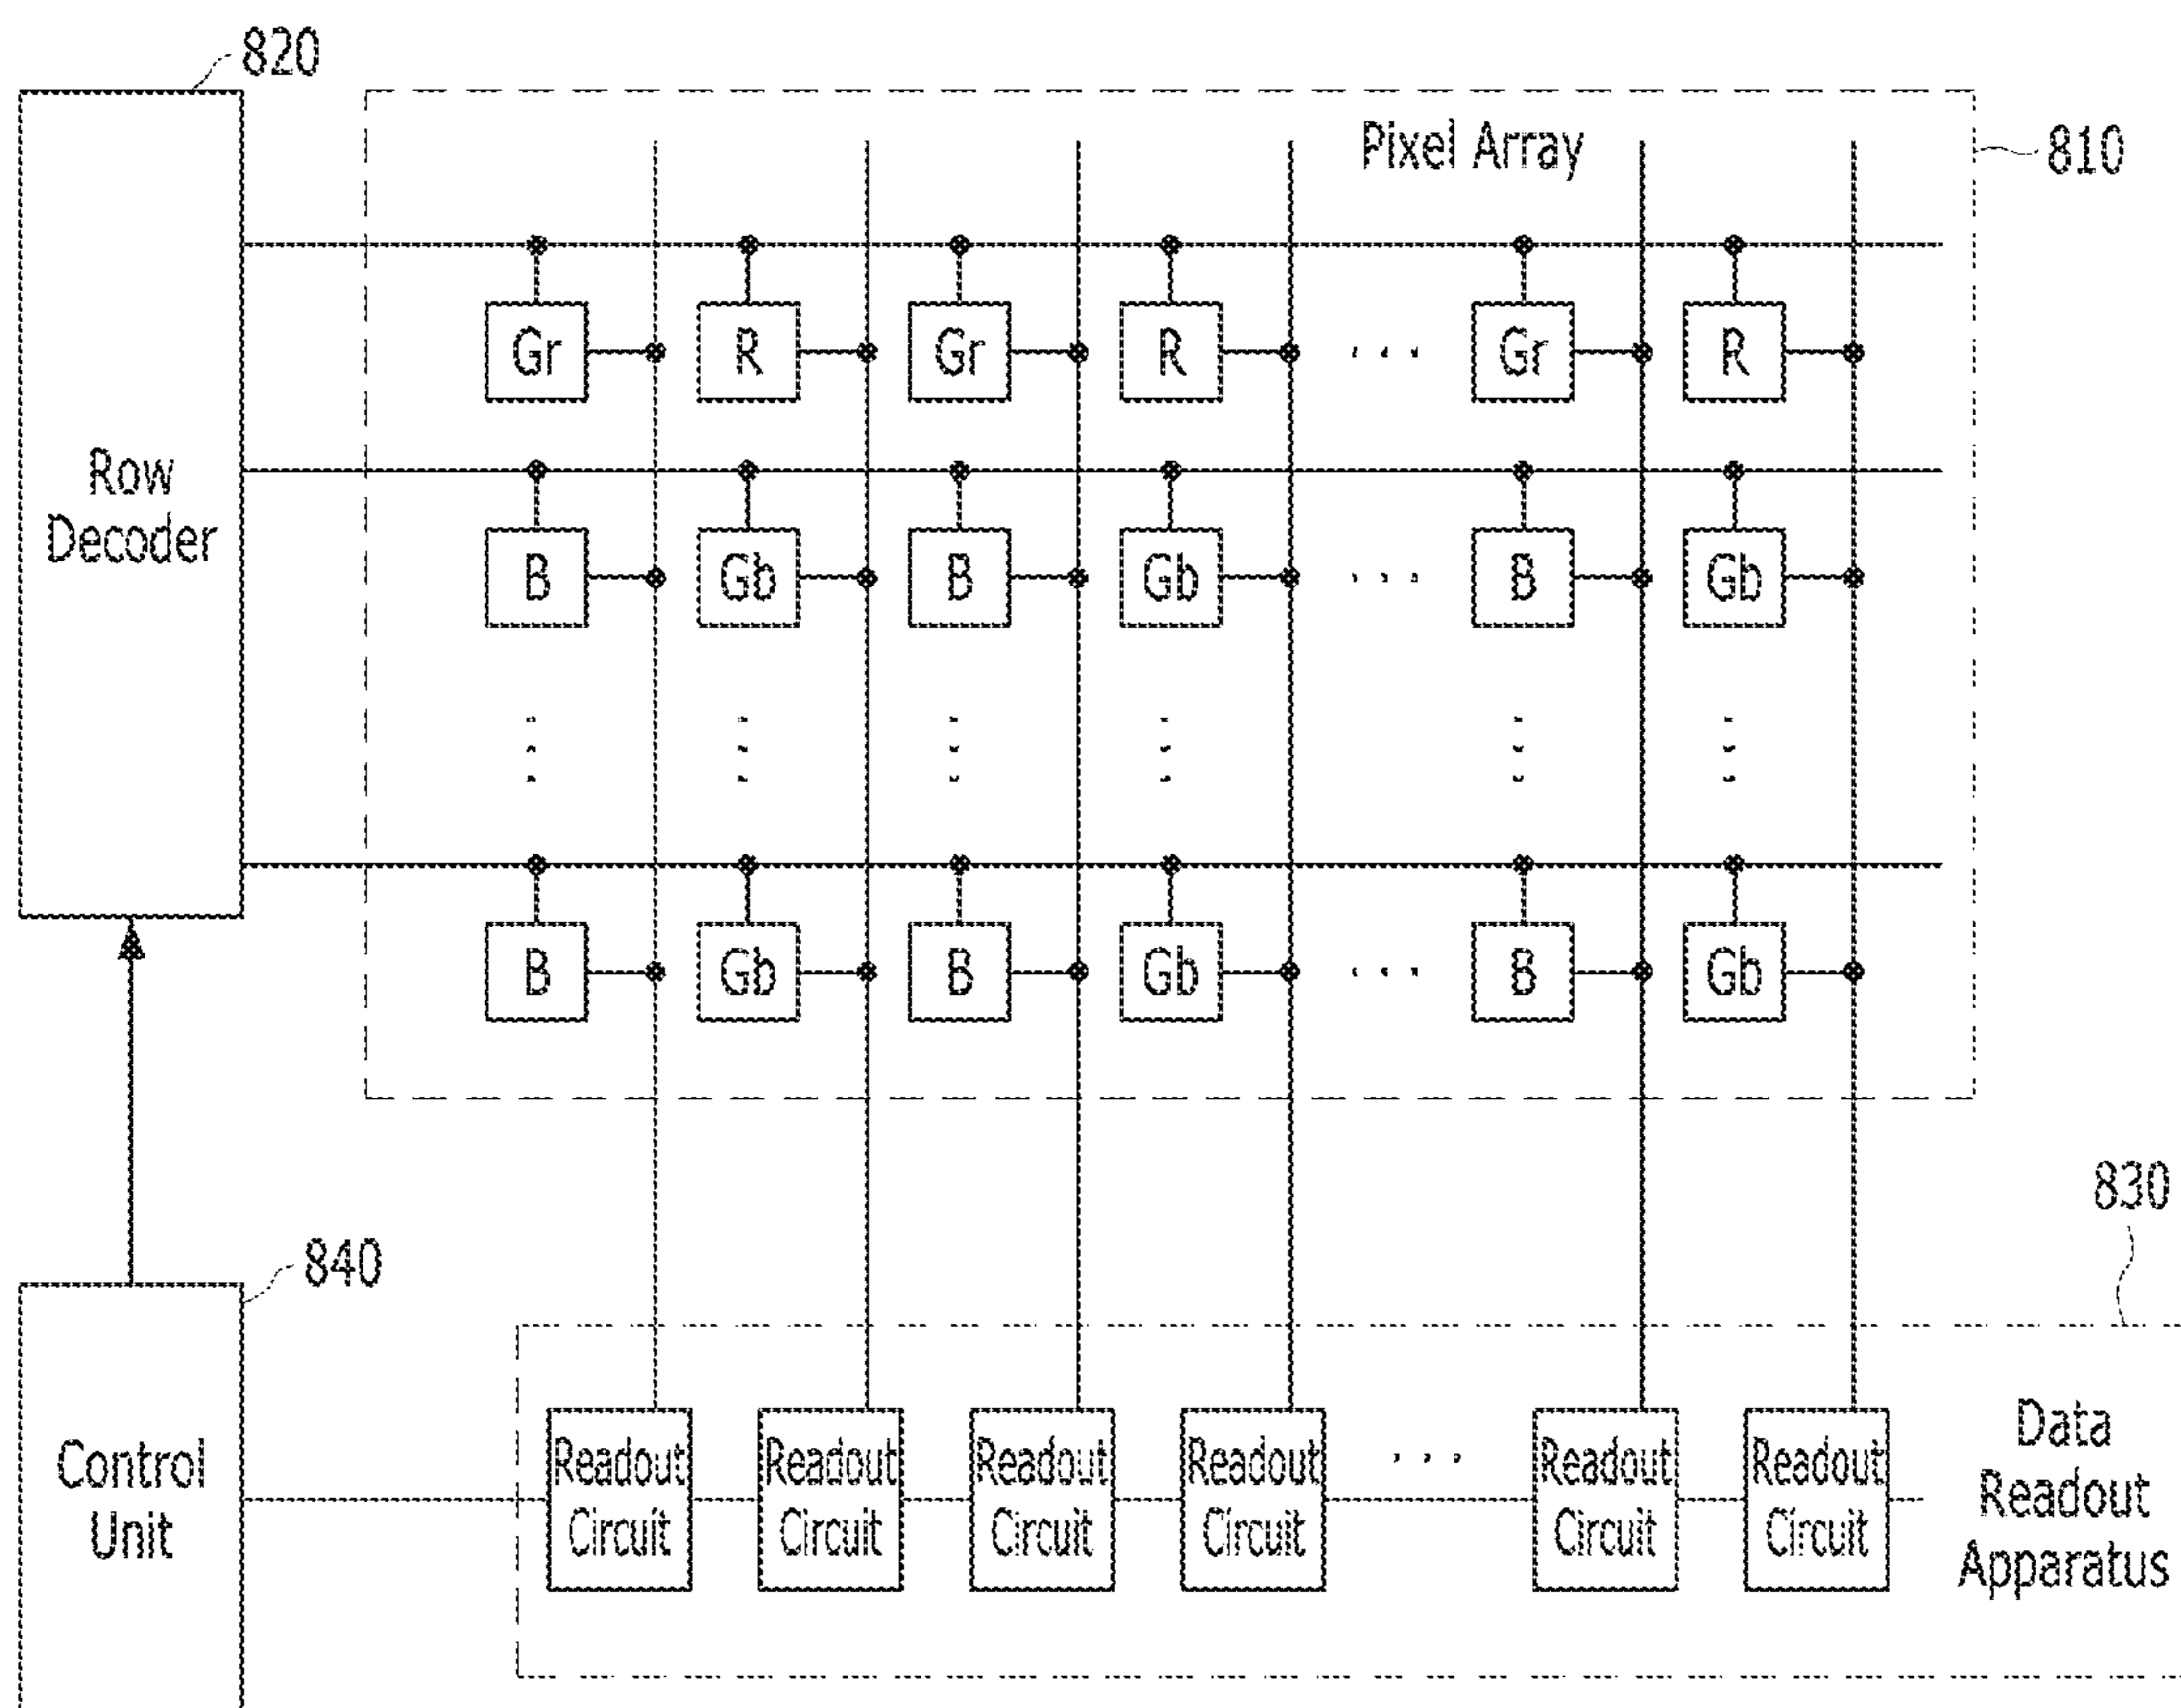 820
Pixel Array
810
Gr R Gr R ... Gr R
Row
Decoder
B Gb B Gb ... B Gb
B Gb B Gb ... B Gb
830
840
Control
Unit
Readout Readout Readout Readout ... Readout Readout
Circuit Circuit Circuit Circuit Circuit Circuit
Data
Readout
Apparatus